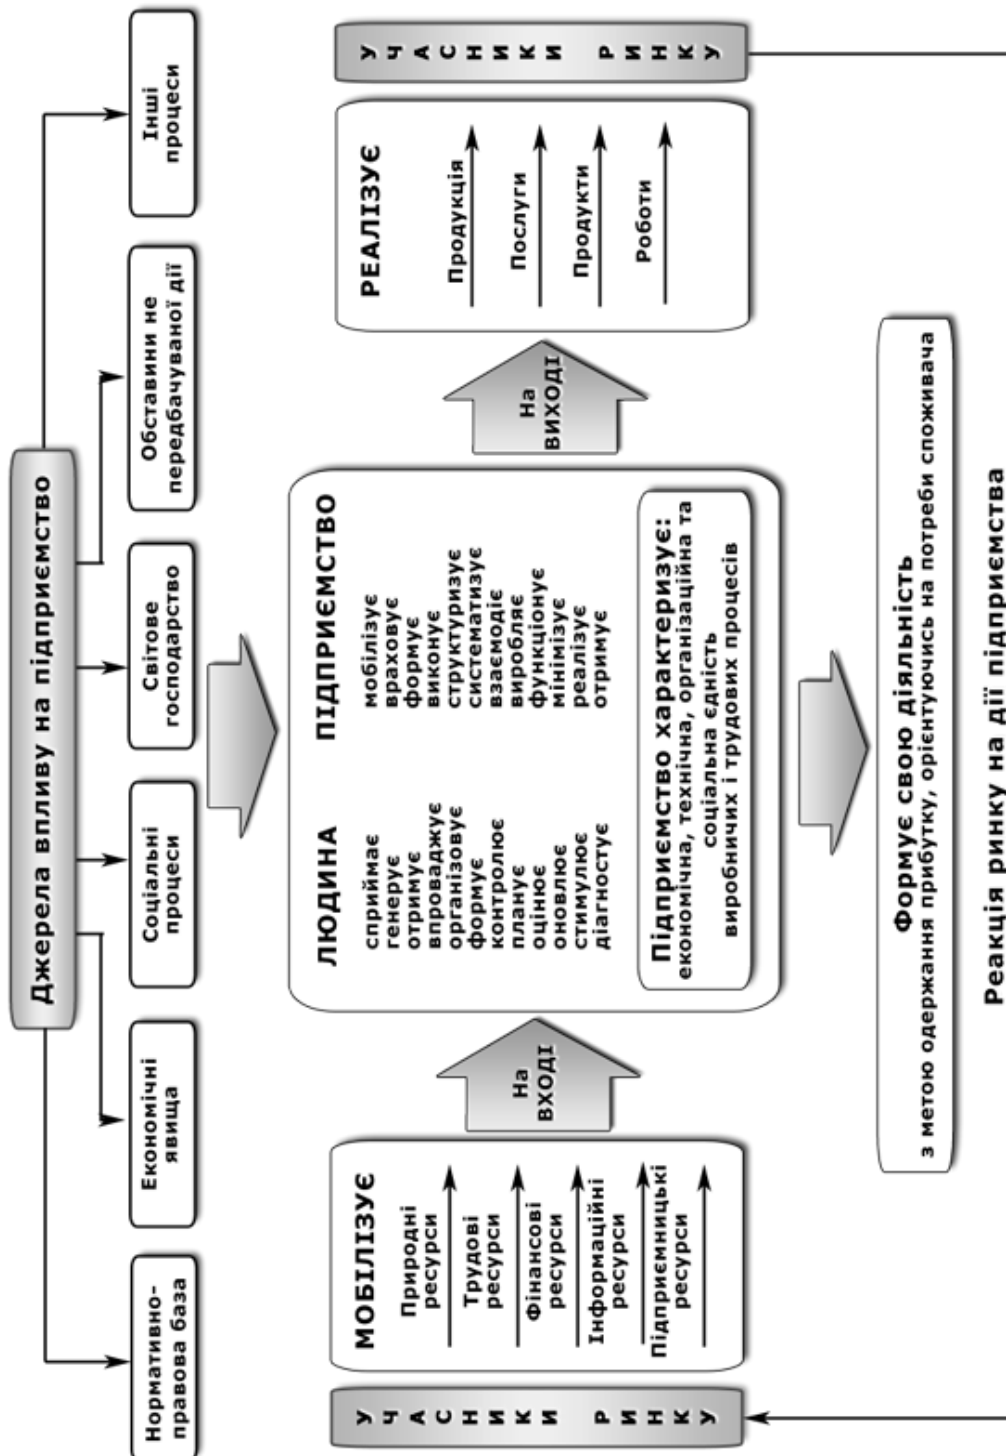 Джерела впливу на підприємство
Нормативно-
правова база
Економічні
явища
Соціальні
процеси
Світове
господарство
Обставини не
передбачуваної дії
Інші
процеси
УЧАСНИКИ РИНКУ
МОБІЛІЗУЄ
Природні
ресурси
Трудові
ресурси
Фінансові
ресурси
Інформаційні
ресурси
Підприємницькі
ресурси
На
ВХОДІ
ЛЮДИНА
сприймає
генерує
отримує
впроваджує
організовує
формує
контролює
планує
оцінює
оновлює
стимулює
діагностує
ПІДПРИЄМСТВО
мобілізує
враховує
формує
виконує
структуризує
систематизує
взаємодіє
виробляє
функціонує
мінімізує
реалізує
отримує
Підприємство характеризує:
економічна, технічна, організаційна та
соціальна єдність
виробничих і трудових процесів
На
ВИХОДІ
РЕАЛІЗУЄ
Продукція
Послуги
Продукти
Роботи
УЧАСНИКИ РИНКУ
Формує свою діяльність
з метою одержання прибутку, орієнтуючись на потреби споживача
Реакція ринку на дії підприємства